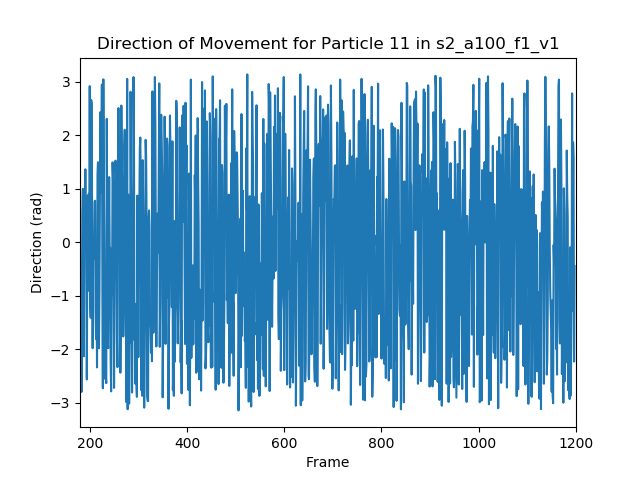 Direction of Movement for Particle 11 in s2_a100_f1_v1
3
2
1
0
−1
−2
−3
Direction (rad)
200 400 600 800 1000 1200
Frame